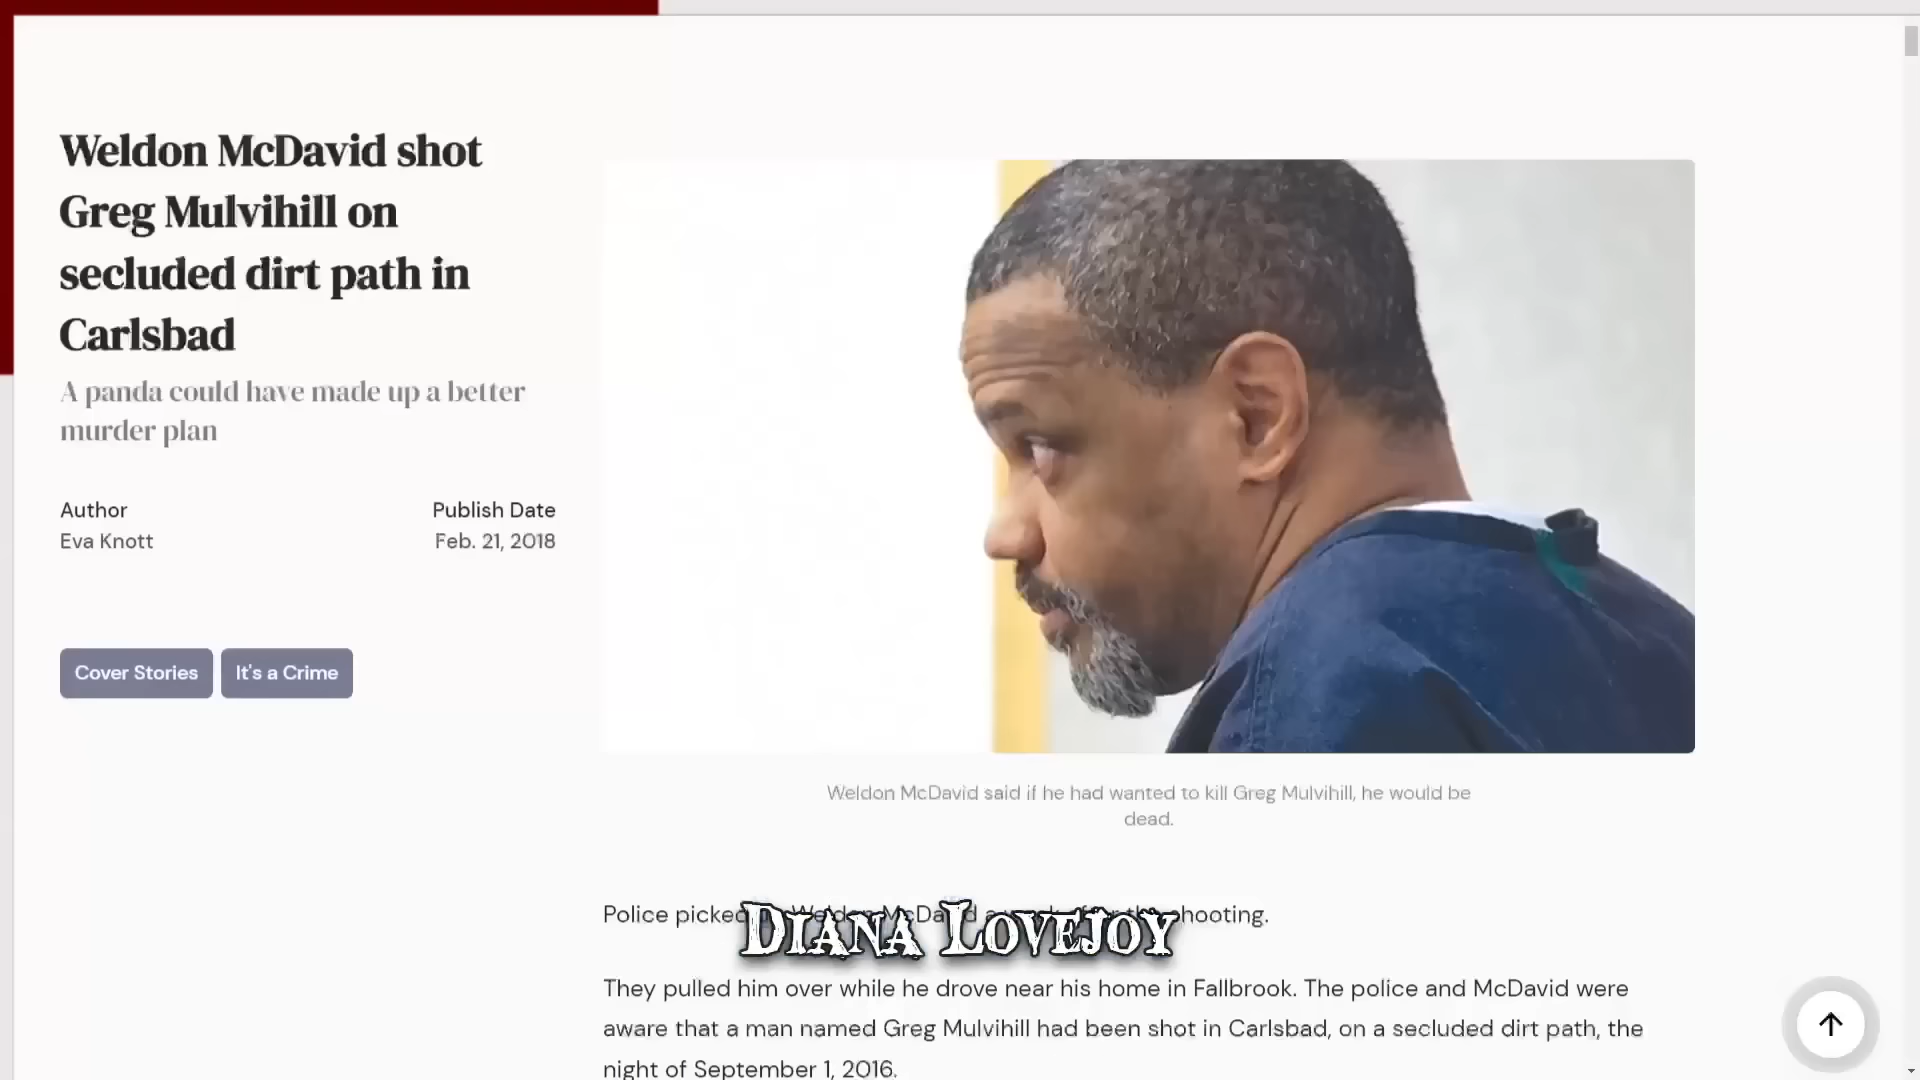 Weldon McDavid shot
Greg Mulvihill on
secluded dirt path in
Carlsbad
A panda could have made up a better
murder plan
Author
Publish Date
Eva Knott
Feb. 21, 2018
Cover Stories
It's a Crime
Weldon McDavid said if he had wanted to kill Greg Mulvihill, he would be
dead.
Police picked Weldon McDavid shooting.
Diana Lovejoy
They pulled him over while he drove near his home in Fallbrook. The police and McDavid were
aware that a man named Greg Mulvihill had been shot in Carlsbad, on a secluded dirt path, the
night of September 1, 2016.